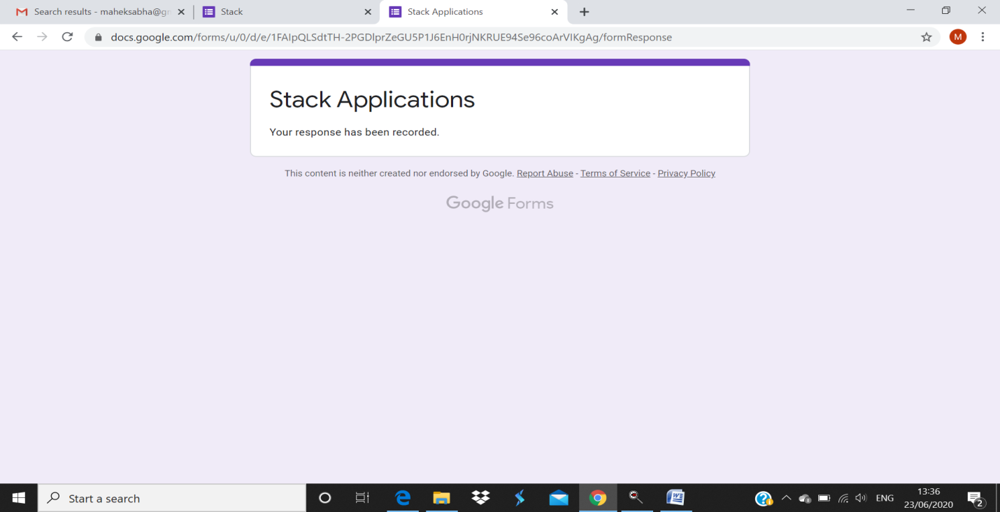 Search results - maheksabha@gm
Stack
Stack Applications
docs.google.com/forms/u/0/d/e/1FAIpQLSdtTH-2PGDlprZeGU5P1J6EnH0rjNKRUE94Se96coArVIKgAg/formResponse
M
Stack Applications
Your response has been recorded.
This content is neither created nor endorsed by Google. Report Abuse - Terms of Service - Privacy Policy
Google Forms
Start a search
ENG
13:36
23/06/2020
2